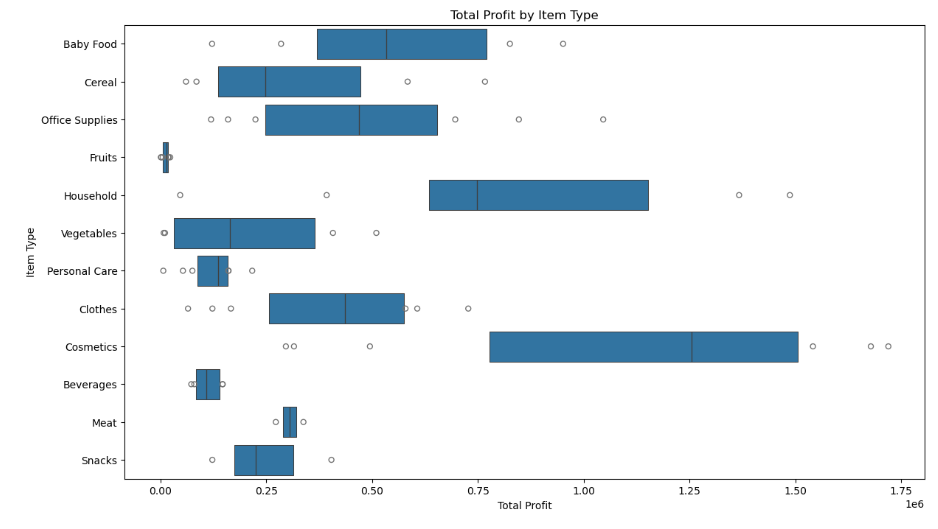 Total Profit by Item Type
Baby Food
Cereal
Office Supplies
Fruits
Household
Vegetables
Personal Care
Clothes
Cosmetics
Beverages
Meat
Snacks
Item Type
0.00 0.25 0.50 0.75 1.00 1.25 1.50 1.75
1e6
Total Profit